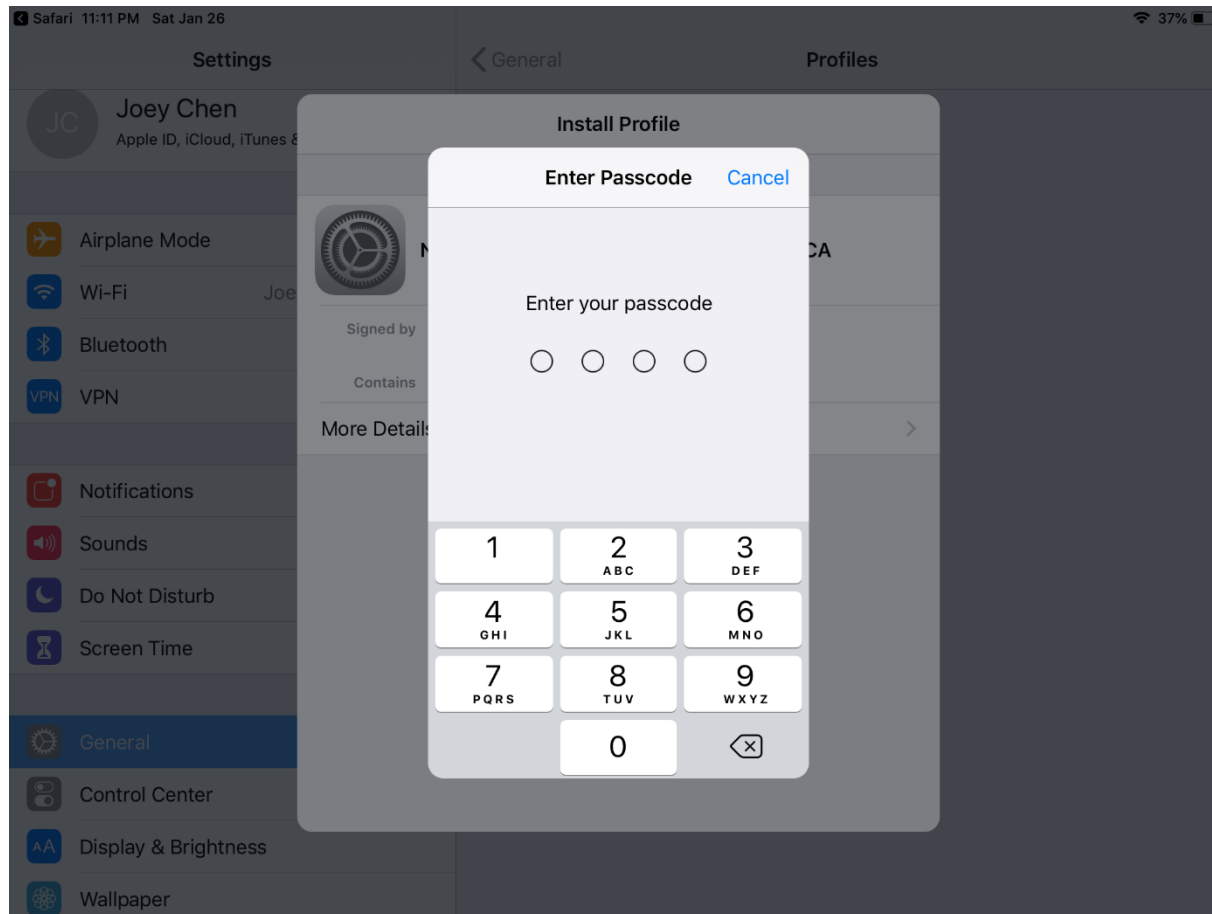 Safari 11:11 PM Sat Jan 26
37%
Settings
General
Profiles
JC
Joey Chen
Apple ID, iCloud, iTunes &
Install Profile
Enter Passcode
Cancel
Airplane Mode
CA
Wi-Fi
Joe
Enter your passcode
Signed by
Bluetooth
Contains
VPN
VPN
More Details
Notifications
Sounds
Do Not Disturb
Screen Time
General
Control Center
AA
Display & Brightness
Wallpaper
1
2
3
ABC
DEF
4
5
6
GHI
JKL
MNO
7
8
9
PQRS
TUV
WXYZ
0